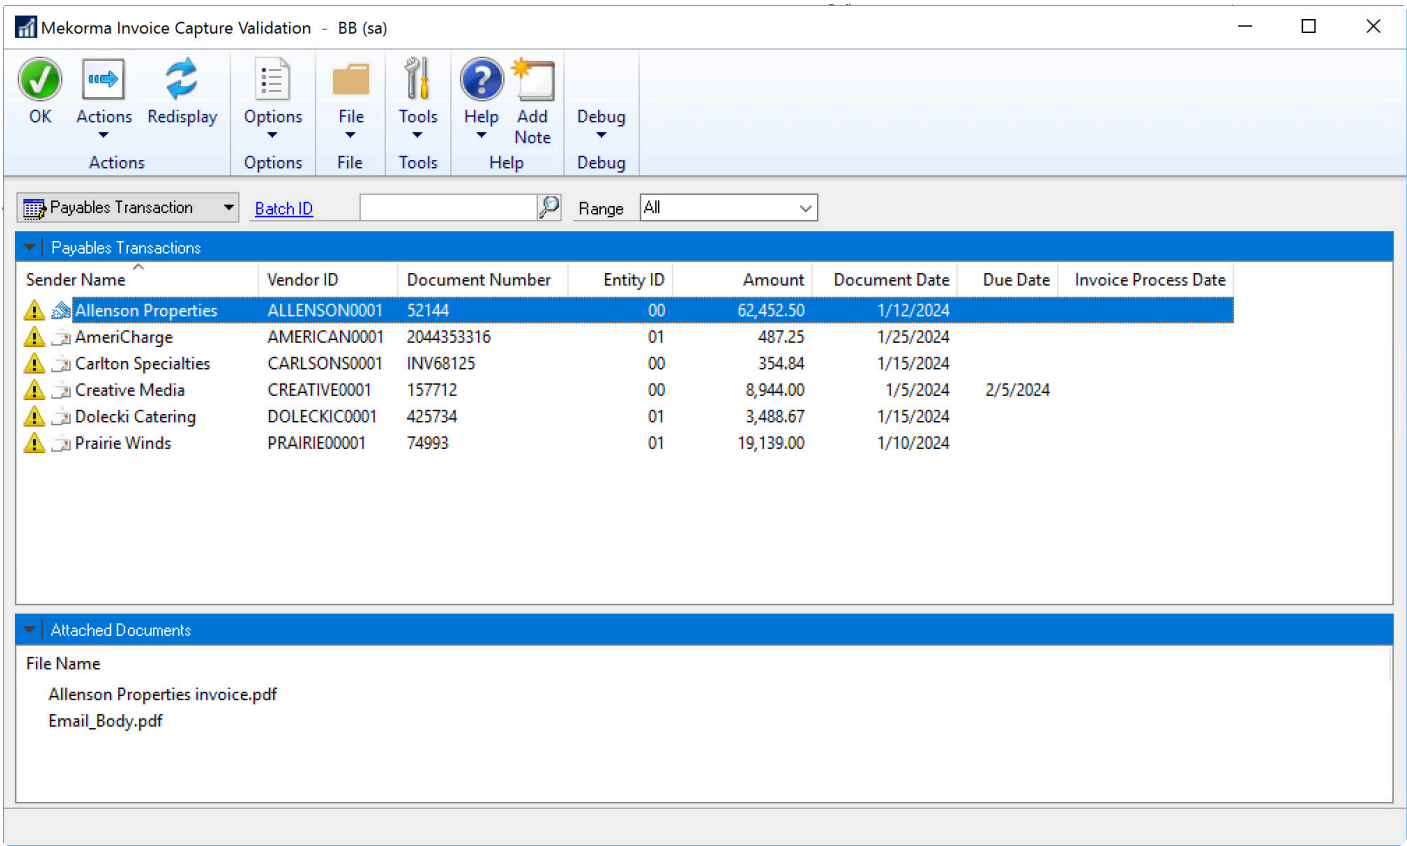 Mekorma Invoice Capture Validation - BB (sa)
OK Actions Redisplay Options File Tools Help Add Note Debug
Actions Options File Tools Help Debug
Payables Transaction Batch ID Range All
Payables Transactions
Sender Name Vendor ID Document Number Entity ID Amount Document Date Due Date Invoice Process Date
Allenson Properties ALLENSON0001 52144 00 62,452.50 1/12/2024
AmeriCharge AMERICAN0001 2044353316 01 487.25 1/25/2024
Carlton Specialties CARLSONS0001 INV68125 00 354.84 1/15/2024
Creative Media CREATIVE0001 157712 00 8,944.00 1/5/2024 2/5/2024
Dolecki Catering DOLECKIC0001 425734 01 3,488.67 1/15/2024
Prairie Winds PRAIRIE00001 74993 01 19,139.00 1/10/2024
Attached Documents
File Name
Allenson Properties invoice.pdf
Email_Body.pdf